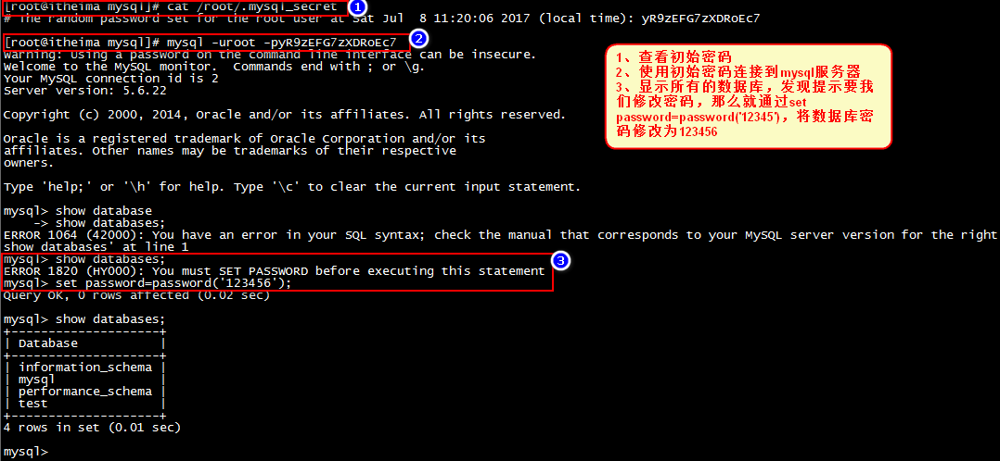 [root@itheima mysql]# cat /root/.mysql_secret
1
# The random password set for the root user at Sat Jul  8 11:20:06 2017 (local time): yR9zEFG7zXDRoEc7
[root@itheima mysql]# mysql -uroot -pyR9zEFG7zXDRoEc7
2
Warning: Using a password on the command line interface can be insecure.
Welcome to the MySQL monitor.  Commands end with ; or \g.
Your MySQL connection id is 2
Server version: 5.6.22
Copyright (c) 2000, 2014, Oracle and/or its affiliates. All rights reserved.
Oracle is a registered trademark of Oracle Corporation and/or its
affiliates. Other names may be trademarks of their respective
owners.
Type 'help;' or '\h' for help. Type '\c' to clear the current input statement.
1、查看初始密码
2、使用初始密码连接到mysql服务器
3、显示所有的数据库，发现提示要我
们修改密码，那么就通过set
password=password('12345')，将数据库密
码修改为123456
mysql> show database
    -> show databases;
ERROR 1064 (42000): You have an error in your SQL syntax; check the manual that corresponds to your MySQL server version for the right
show databases' at line 1
mysql> show databases;
3
ERROR 1820 (HY000): You must SET PASSWORD before executing this statement
mysql> set password=password('123456');
Query OK, 0 rows affected (0.02 sec)
mysql> show databases;
+--------------------+
| Database           |
+--------------------+
| information_schema |
| mysql              |
| performance_schema |
| test               |
+--------------------+
4 rows in set (0.01 sec)
mysql>